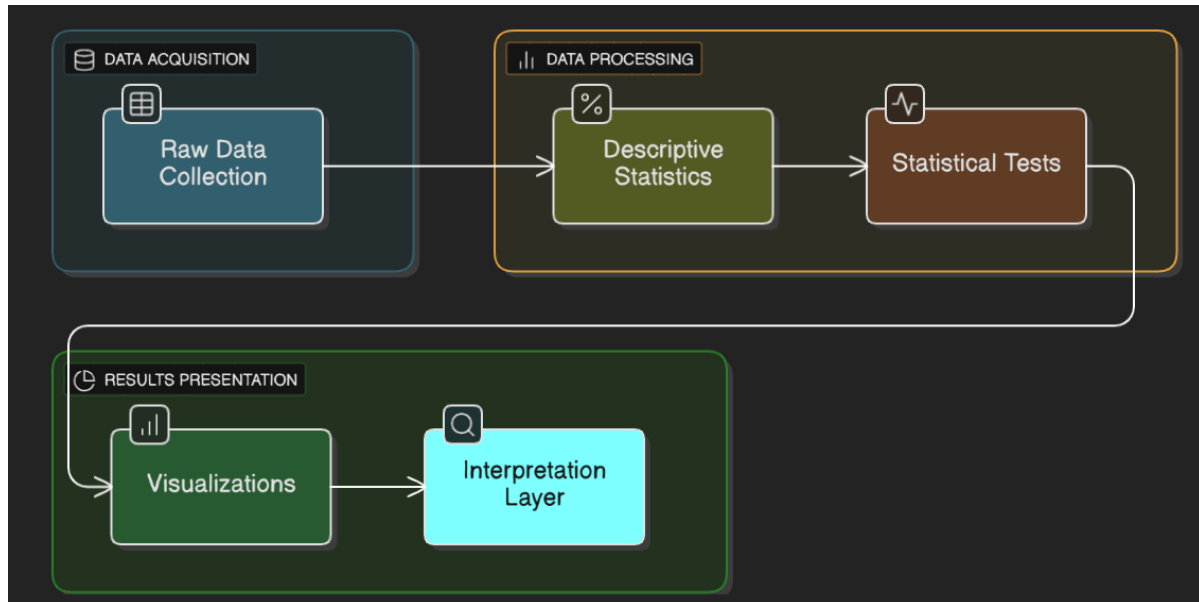 DATA ACQUISITION
Raw Data
Collection
DATA PROCESSING
%
Descriptive
Statistics
Statistical Tests
RESULTS PRESENTATION
Visualizations
Interpretation
Layer